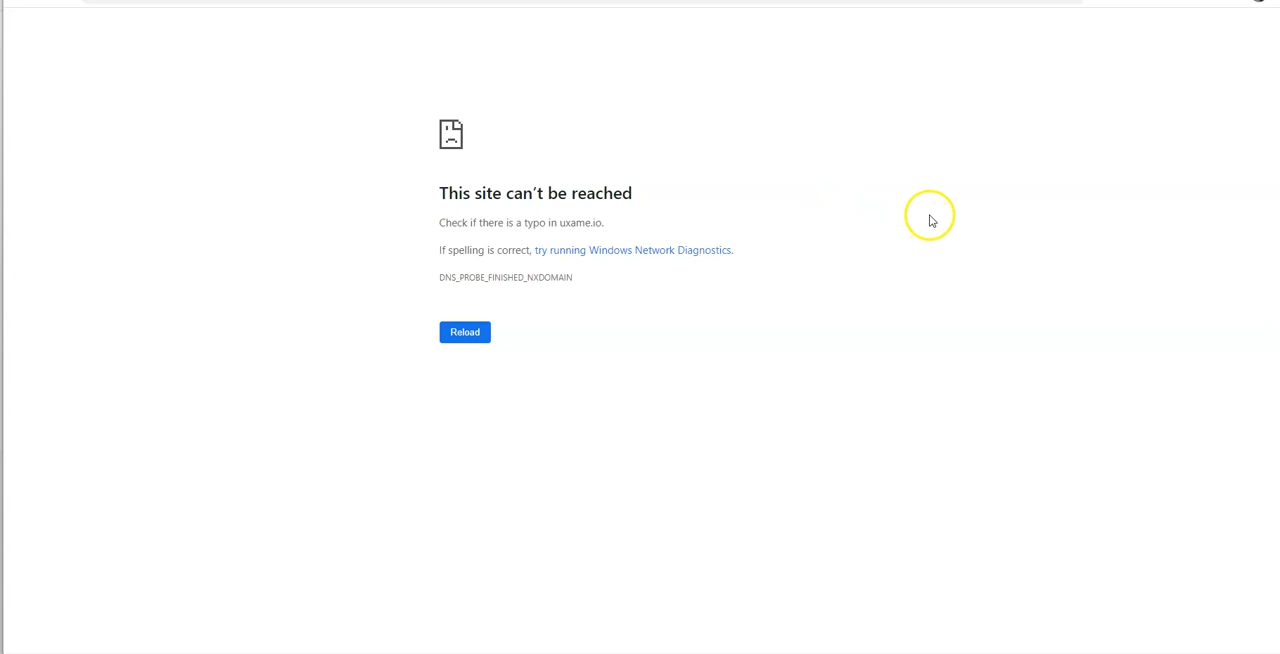 This site can't be reached
Check if there is a typo in uxame.io.
If spelling is correct, try running Windows Network Diagnostics.
DNS_PROBE_FINISHED_NXDOMAIN
Reload